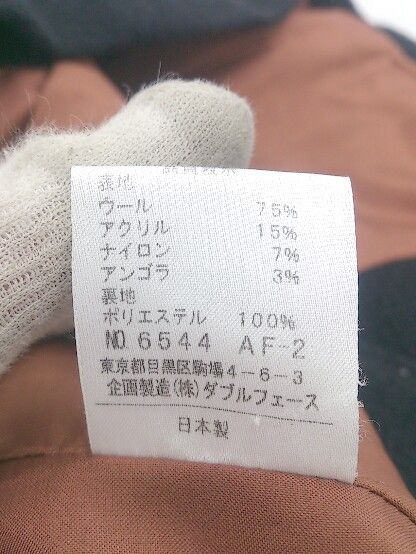 表地
ウール 75%
アクリル 15%
ナイロン 7%
アンゴラ 3%
裏地
ポリエステル 100%
NO.6544 AF-2
東京都目黒区駒場4-6-3
企画製造(株)ダブルフェース
日本製